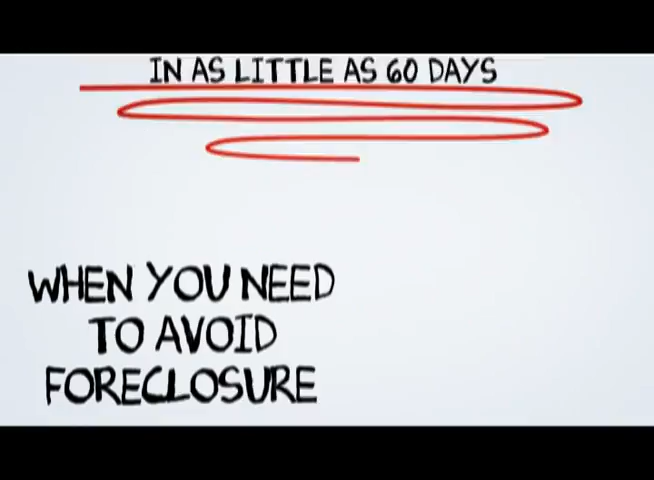 IN AS LITTLE AS 60 DAYS
WHEN YOU NEED
TO AVOID
FORECLOSURE